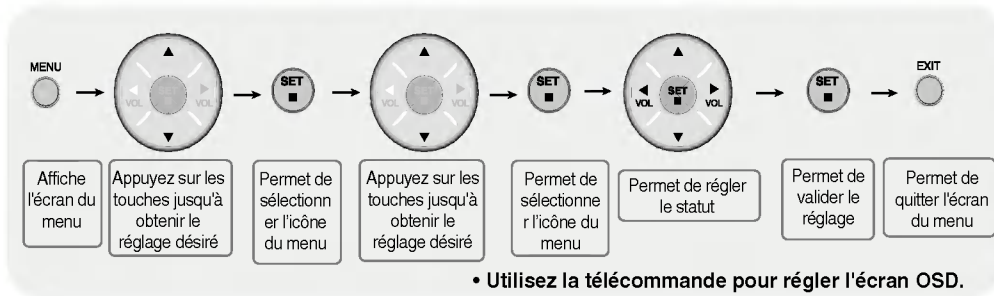 MENU
EXIT
SET
SET
SET
VOL
VOL
SET
VOL
VOL
SET
VOL
SET
VOL
SET
Affiche
l'écran du
menu
Appuyez sur les
touches jusqu'à
obtenir le
réglage désiré
Permet de
sélectionn
er l'icône
du menu
Appuyez sur les
touches jusqu'à
obtenir le
réglage désiré
Permet de
sélectionne
r l'icône du
menu
Permet de régler
le statut
Permet de
valider le
réglage
Permet de
quitter l'écran
du menu
• Utilisez la télécommande pour régler l'écran OSD.